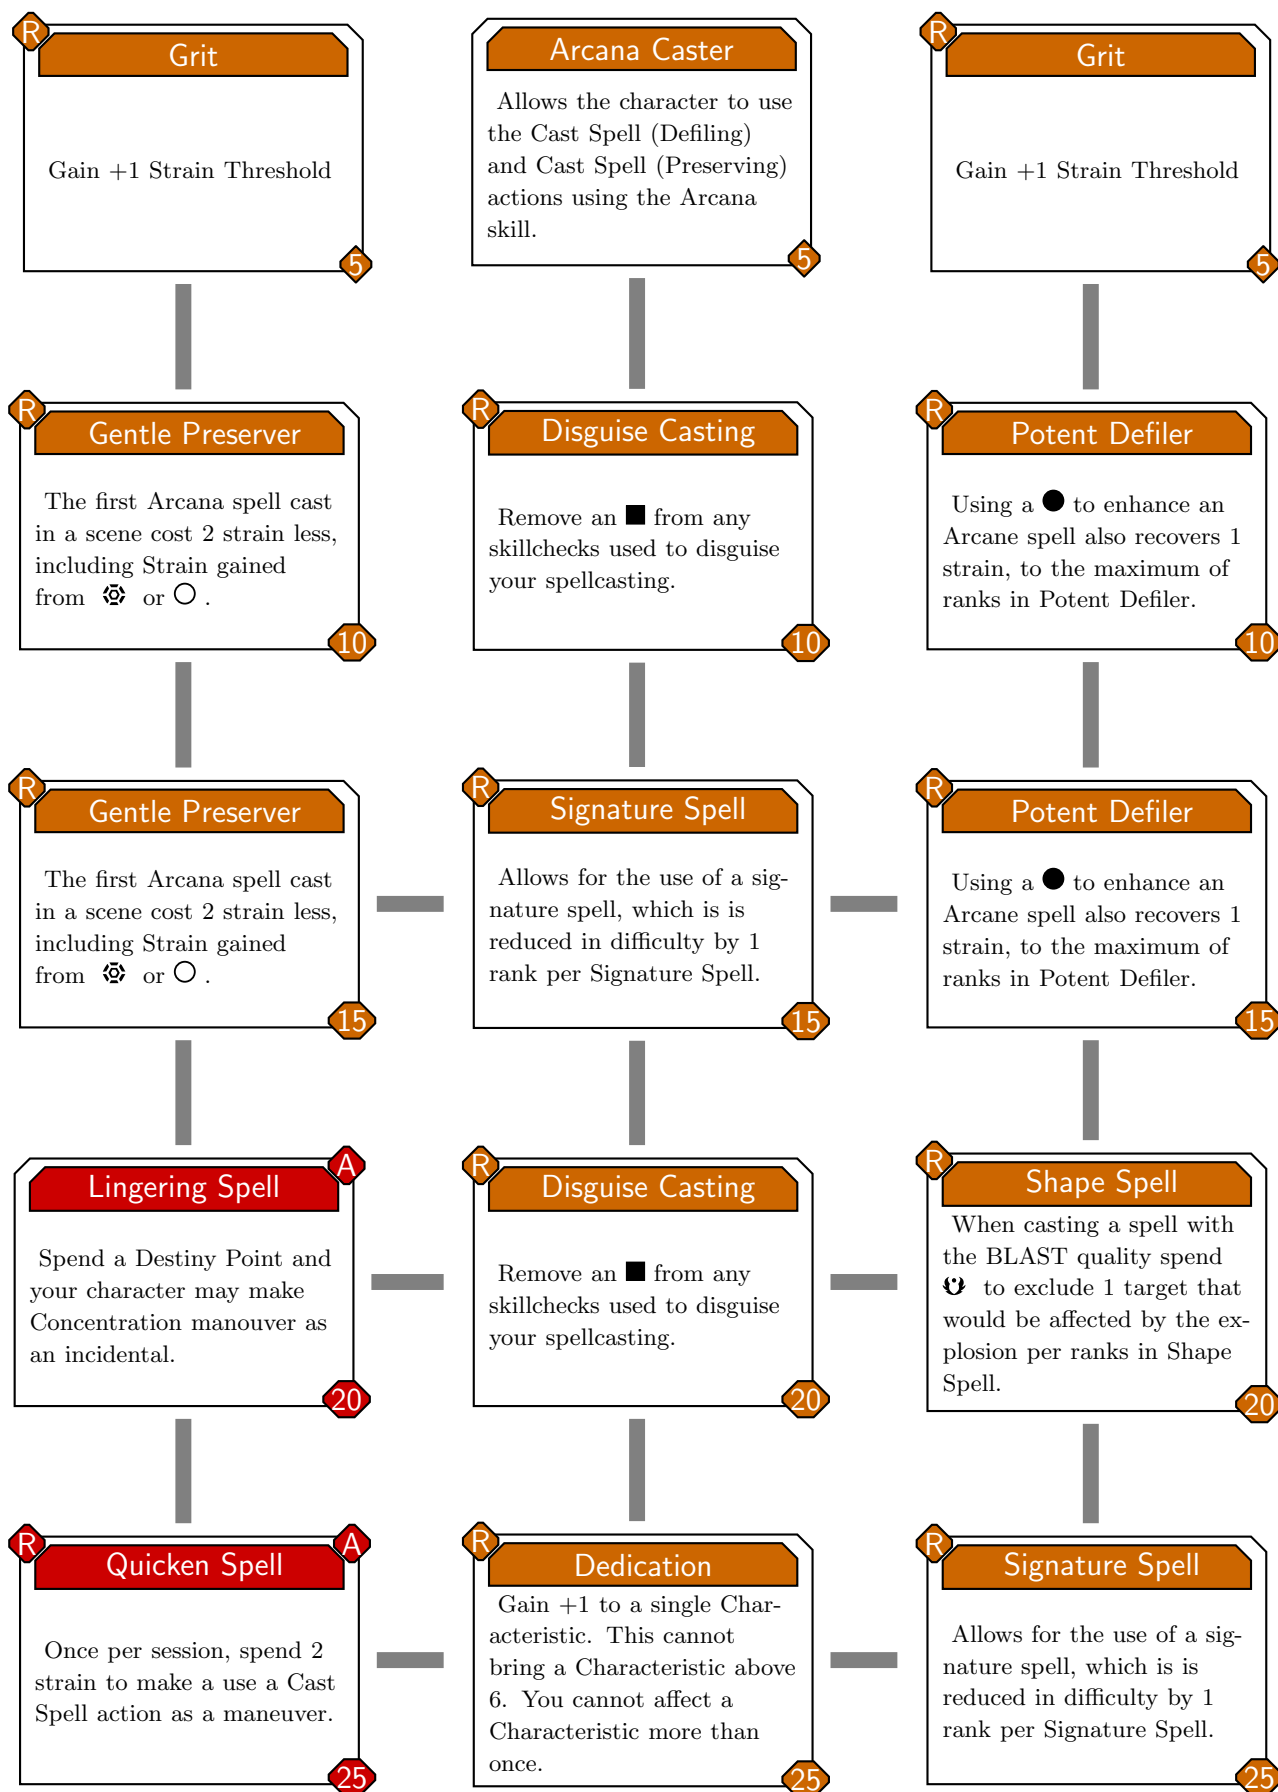 R
Grit
Gain +1 Strain Threshold
5
Arcana Caster
Allows the character to use
the Cast Spell (Defiling)
and Cast Spell (Preserving)
actions using the Arcana
skill.
5
R
Grit
Gain +1 Strain Threshold
5
R
Gentle Preserver
The first Arcana spell cast
in a scene cost 2 strain less,
including Strain gained
from or .
10
R
Disguise Casting
Remove an ■ from any
skillchecks used to disguise
your spellcasting.
10
R
Potent Defiler
Using a ● to enhance an
Arcane spell also recovers 1
strain, to the maximum of
ranks in Potent Defiler.
10
R
Gentle Preserver
The first Arcana spell cast
in a scene cost 2 strain less,
including Strain gained
from or .
15
R
Signature Spell
Allows for the use of a sig-
nature spell, which is is
reduced in difficulty by 1
rank per Signature Spell.
15
R
Potent Defiler
Using a ● to enhance an
Arcane spell also recovers 1
strain, to the maximum of
ranks in Potent Defiler.
15
A
Lingering Spell
Spend a Destiny Point and
your character may make
Concentration manouver as
an incidental.
20
R
Disguise Casting
Remove an ■ from any
skillchecks used to disguise
your spellcasting.
20
R
Shape Spell
When casting a spell with
the BLAST quality spend
to exclude 1 target that
would be affected by the ex-
plosion per ranks in Shape
Spell.
20
R
A
Quicken Spell
Once per session, spend 2
strain to make a use a Cast
Spell action as a maneuver.
25
R
Dedication
Gain +1 to a single Char-
acteristic. This cannot
bring a Characteristic above
6. You cannot affect a
Characteristic more than
once.
25
R
Signature Spell
Allows for the use of a sig-
nature spell, which is is
reduced in difficulty by 1
rank per Signature Spell.
25